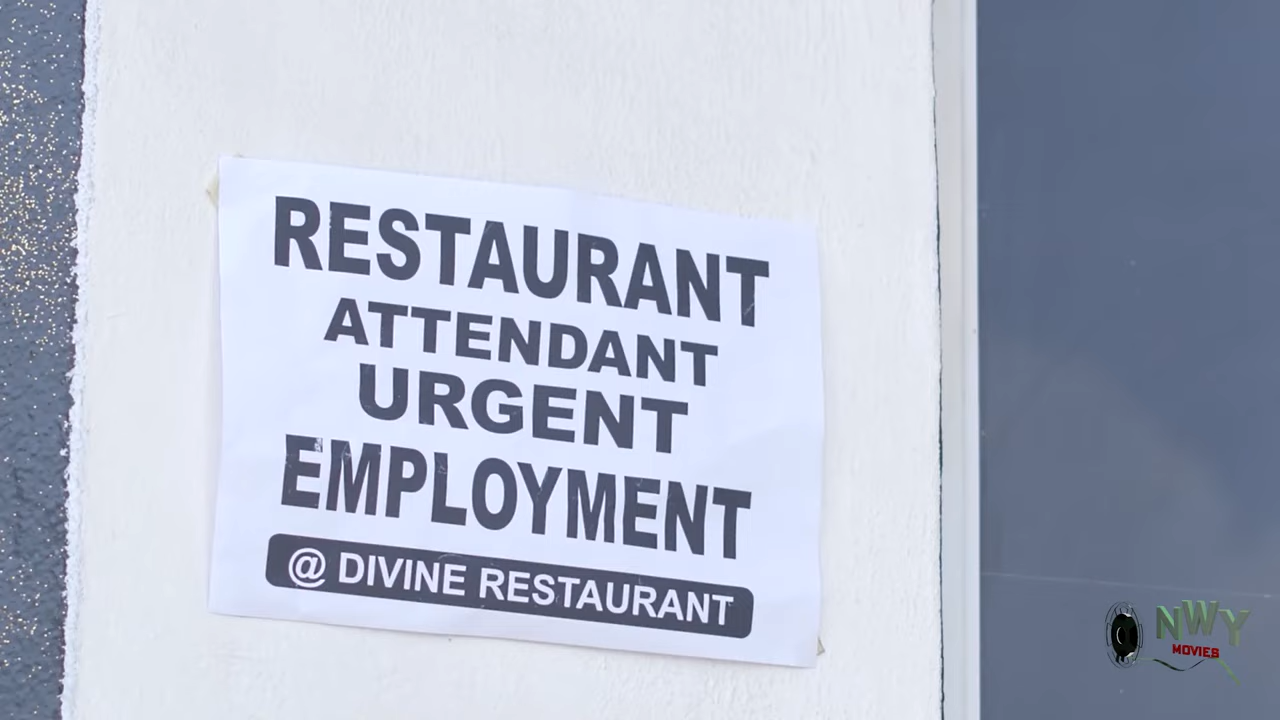 RESTAURANT
ATTENDANT
URGENT
EMPLOYMENT
@ DIVINE RESTAURANT
NWY
MOVIES